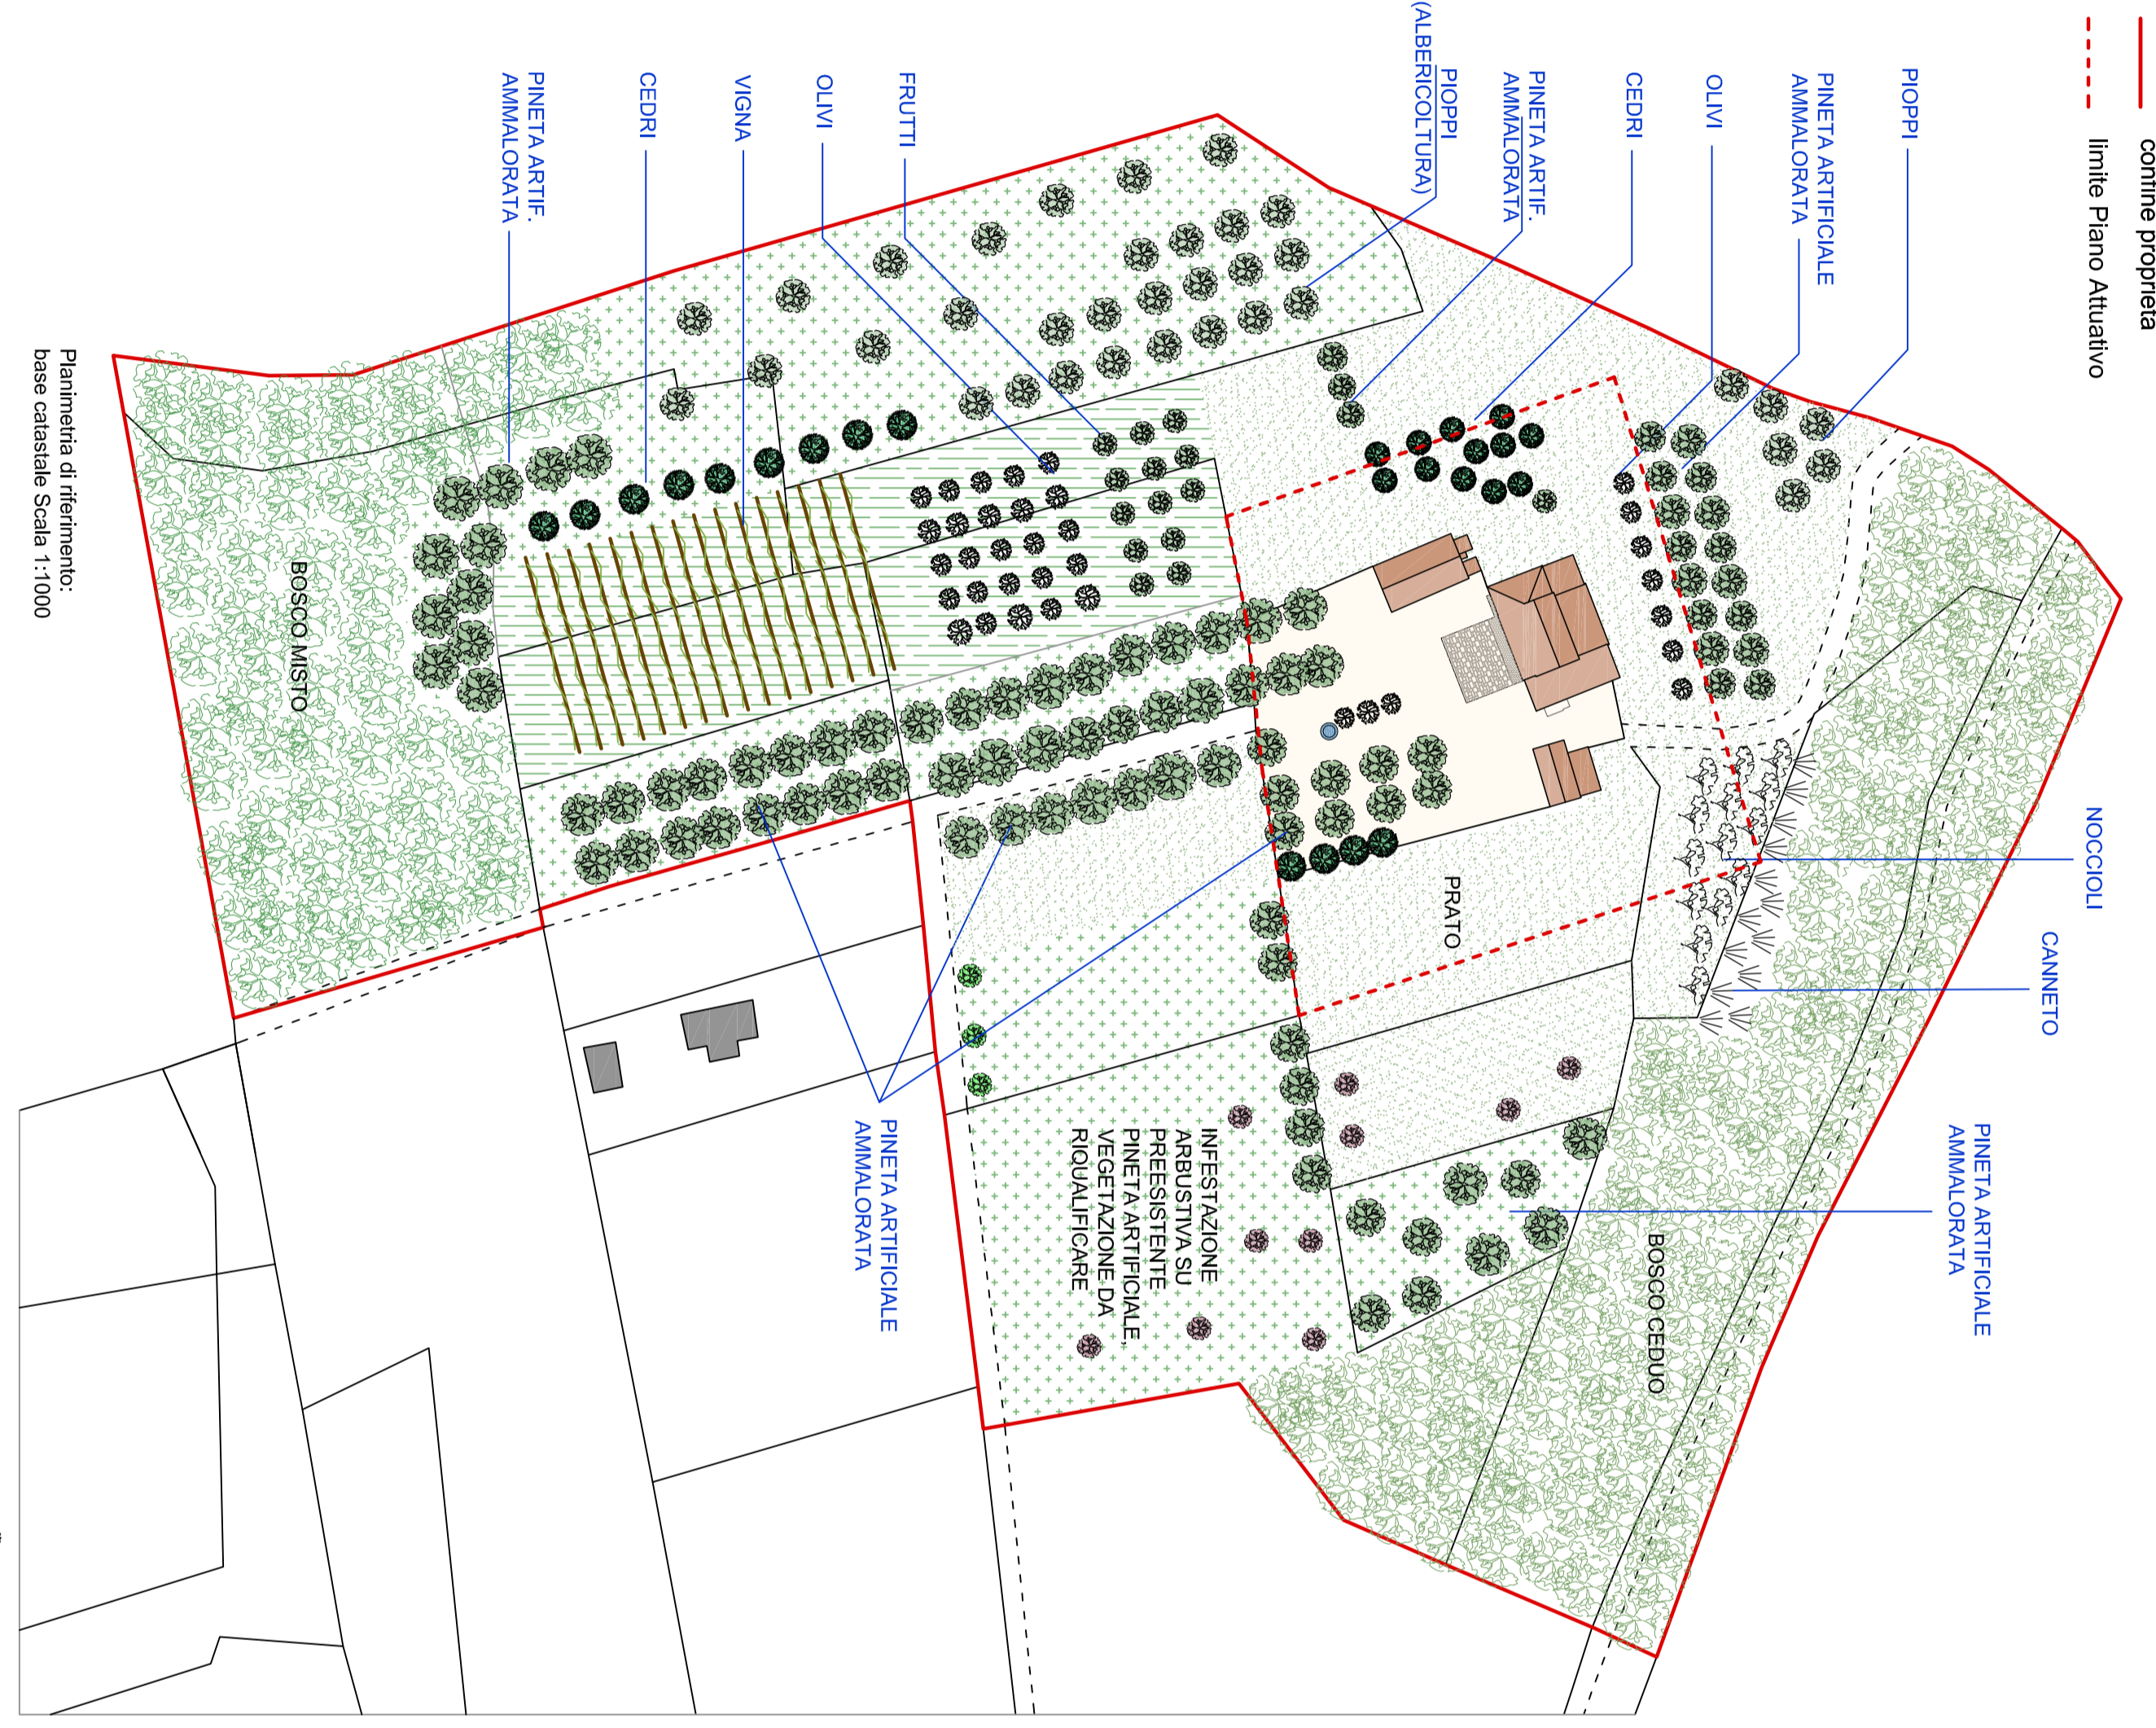 confine proprietà
limite Piano Attuativo
PIOPPI
PINETA ARTIFICIALE
AMMALORATA
OLIVI
CEDRI
PINETA ARTIF.
AMMALORATA
PIOPPI
(ALBERICOLTURA)
FRUTTI
OLIVI
VIGNA
CEDRI
PINETA ARTIF.
AMMALORATA
NOCCIOLI
CANNETO
PINETA ARTIFICIALE
AMMALORATA
BOSCO CEDUO
PRATO
INFESTAZIONE
ARBUSTIVA SU
PREESISTENTE
PINETA ARTIFICIALE,
VEGETAZIONE DA
RIQUALIFICARE
PINETA ARTIFICIALE
AMMALORATA
BOSCO MISTO
Planimetria di riferimento:
base catastale Scala 1:1000